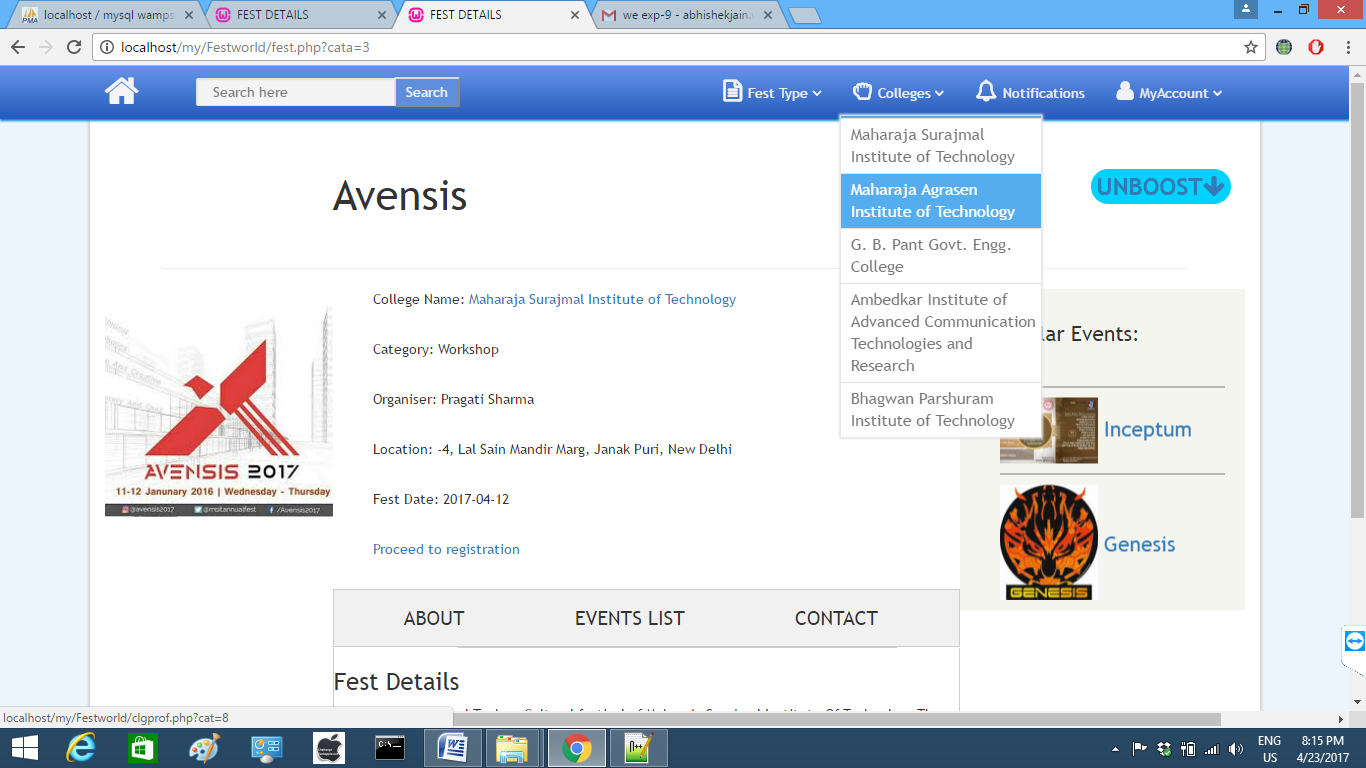 localhost / mysql wamps
FEST DETAILS
FEST DETAILS
we exp-9 - abhishekjain.
localhost/my/Festworld/fest.php?cata=3
Search here
Search
Fest Type
Colleges
Notifications
MyAccount
Maharaja Surajmal
Institute of Technology
Maharaja Agrasen
Institute of Technology
G. B. Pant Govt. Engg.
College
Ambedkar Institute of
Advanced Communication
Technologies and
Research
Bhagwan Parshuram
Institute of Technology
Avensis
UNBOOST
College Name: Maharaja Surajmal Institute of Technology
Category: Workshop
Organiser: Pragati Sharma
Location: -4, Lal Sain Mandir Marg, Janak Puri, New Delhi
Fest Date: 2017-04-12
Proceed to registration
AVENSIS 2017
11-12 Janunary 2016 | Wednesday - Thursday
@avensis2017 @msitannualfest /Avensis2017
lar Events:
Inceptum
Genesis
GENESIS
ABOUT
EVENTS LIST
CONTACT
Fest Details
localhost/my/Festworld/clgprof.php?cat=8
ENG
US
8:15 PM
4/23/2017